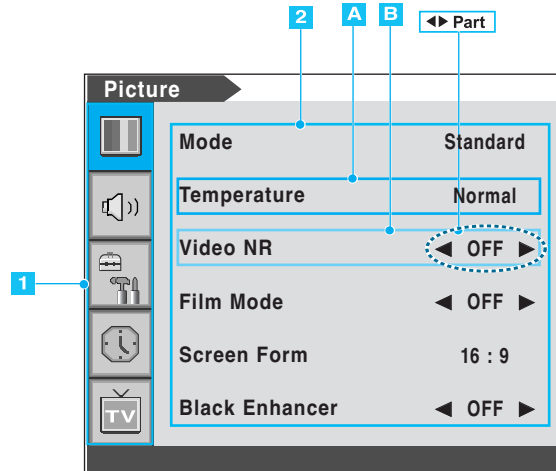 2 A B ◀▶ Part
Picture
Mode Standard
Temperature Normal
Video NR ◀ OFF ▶
1
Film Mode ◀ OFF ▶
Screen Form 16 : 9
TV
Black Enhancer ◀ OFF ▶